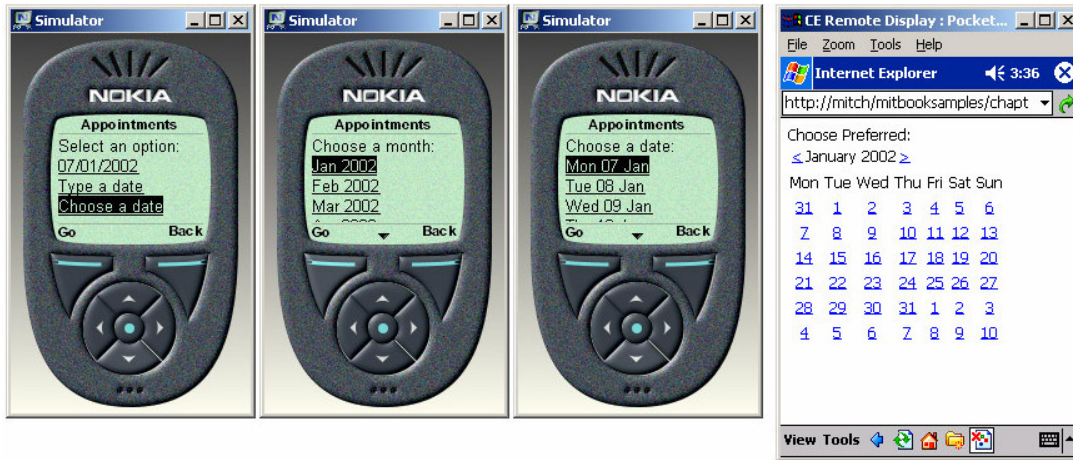 Simulator
NOKIA
Appointments
Select an option:
07/01/2002
Type a date
Choose a date
Go Back
Simulator
NOKIA
Appointments
Choose a month:
Jan 2002
Feb 2002
Mar 2002
Go Back
Simulator
NOKIA
Appointments
Choose a date:
Mon 07 Jan
Tue 08 Jan
Wed 09 Jan
Go Back
CE Remote Display : Pocket...
File Zoom Tools Help
Internet Explorer 3:36
http://mitch/mitbooksamples/chapt
Choose Preferred:
< January 2002 >
Mon Tue Wed Thu Fri Sat Sun
31 1 2 3 4 5 6
7 8 9 10 11 12 13
14 15 16 17 18 19 20
21 22 23 24 25 26 27
28 29 30 31 1 2 3
4 5 6 7 8 9 10
View Tools